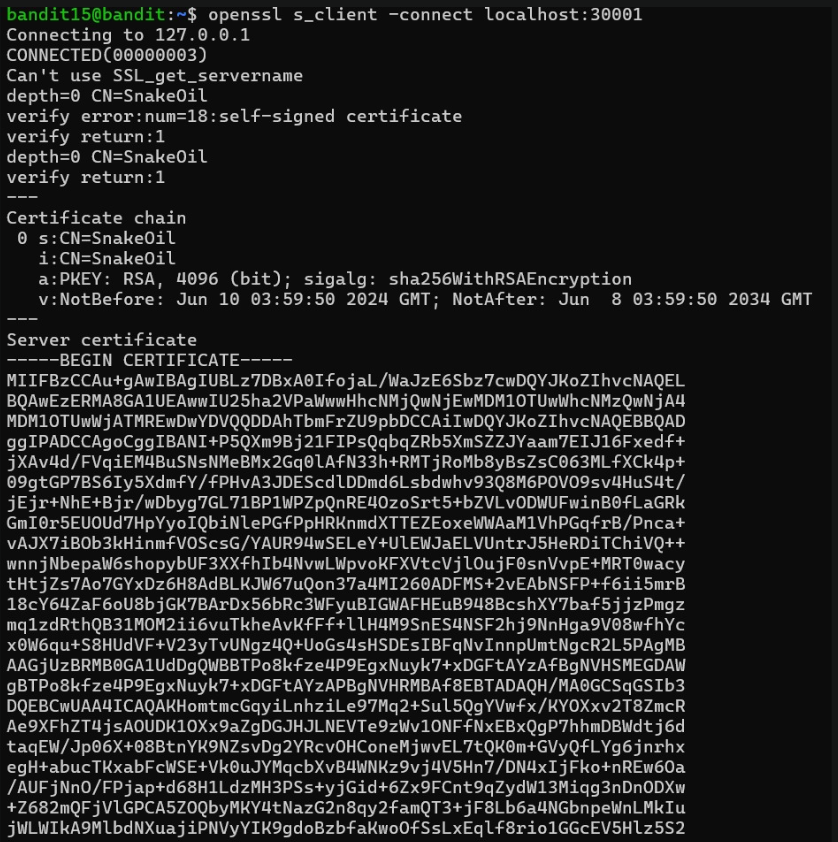 bandit15@bandit:~$ openssl s_client -connect localhost:30001
Connecting to 127.0.0.1
CONNECTED(00000003)
Can't use SSL_get_servername
depth=0 CN=SnakeOil
verify error:num=18:self-signed certificate
verify return:1
depth=0 CN=SnakeOil
verify return:1
---
Certificate chain
 0 s:CN=SnakeOil
   i:CN=SnakeOil
   a:PKEY: RSA, 4096 (bit); sigalg: sha256WithRSAEncryption
   v:NotBefore: Jun 10 03:59:50 2024 GMT; NotAfter: Jun  8 03:59:50 2034 GMT
---
Server certificate
-----BEGIN CERTIFICATE-----
MIIFBzCCAu+gAwIBAgIUBLz7DBxA0IfojaL/WaJzE6Sbz7cwDQYJKoZIhvcNAQEL
BQAwEzERMA8GA1UEAwwIU25ha2VPaWwwHhcNMjQwNjEwMDM1OTUwWhcNMzQwNjA4
MDM1OTUwWjATMREwDwYDVQQDDAhTbmFrZU9pbDCCAiIwDQYJKoZIhvcNAQEBBQAD
ggIPADCCAgoCggIBANI+P5QXm9Bj21FIPsQqbqZRb5XmSZZJYaam7EIJ16Fxedf+
jXAv4d/FVqiEM4BuSNsNMeBMx2Gq0lAfN33h+RMTjRoMb8yBsZsC063MLfXCk4p+
09gtGP7BS6Iy5XdmfY/fPHvA3JDEScdlDDmd6Lsbdwhv93Q8M6POVO9sv4HuS4t/
jEjr+NhE+Bjr/wDbyg7GL71BP1WPZpQnRE4OzoSrt5+bZVLvODWUFwinB0fLaGRk
GmI0r5EUOUd7HpYyoIQbiNlePGfPpHRKnmdXTTEZEoxeWWAaM1VhPGqfrB/Pnca+
vAJX7iBOb3kHinmfVOScsG/YAUR94wSELeY+UlEWJaELVUntrJ5HeRDiTChiVQ++
wnnjNbepaW6shopybUF3XXfhIb4NvwLWpvoKFXVtcVjlOujF0snVvpE+MRT0wacy
tHtjZs7Ao7GYxDz6H8AdBLKJW67uQon37a4MI260ADFMS+2vEAbNSFP+f6ii5mrB
18cY64ZaF6oU8bjGK7BArDx56bRc3WFyuBIGWAFHEuB948BcshXY7baf5jjzPmgz
mq1zdRthQB31MOM2ii6vuTkheAvKfFf+llH4M9SnES4NSF2hj9NnHga9V08wfhYc
x0W6qu+S8HUdVF+V23yTvUNgz4Q+UoGs4sHSDEsIBFqNvInnpUmtNgcR2L5PAgMB
AAGjUzBRMB0GA1UdDgQWBBTPo8kfze4P9EgxNuyk7+xDGFtAYzAfBgNVHSMEGDAW
gBTPo8kfze4P9EgxNuyk7+xDGFtAYzAPBgNVHRMBAf8EBTADAQH/MA0GCSqGSIb3
DQEBCwUAA4ICAQAKHomtmcGqyiLnhziLe97Mq2+Sul5QgYVwfx/KYOXxv2T8ZmcR
Ae9XFhZT4jsAOUDK1OXx9aZgDGJHJLNEVTe9zWv1ONFfNxEBxQgP7hhmDBWdtj6d
taqEW/Jp06X+08BtnYK9NZsvDg2YRcvOHConeMjwvEL7tQK0m+GVyQfLYg6jnrhx
egH+abucTKxabFcWSE+Vk0uJYMqcbXvB4WNKz9vj4V5Hn7/DN4xIjFko+nREw6Oa
/AUFjNnO/FPjap+d68H1LdzMH3PSs+yjGid+6Zx9FCnt9qZydW13Miqg3nDnODXw
+Z682mQFjVlGPCA5ZOQbyMKY4tNazG2n8qy2famQT3+jF8Lb6a4NGbnpeWnLMkIu
jWLWIkA9MlbdNXuajiPNVyYIK9gdoBzbfaKwoOfSsLxEqlf8rio1GGcEV5Hlz5S2